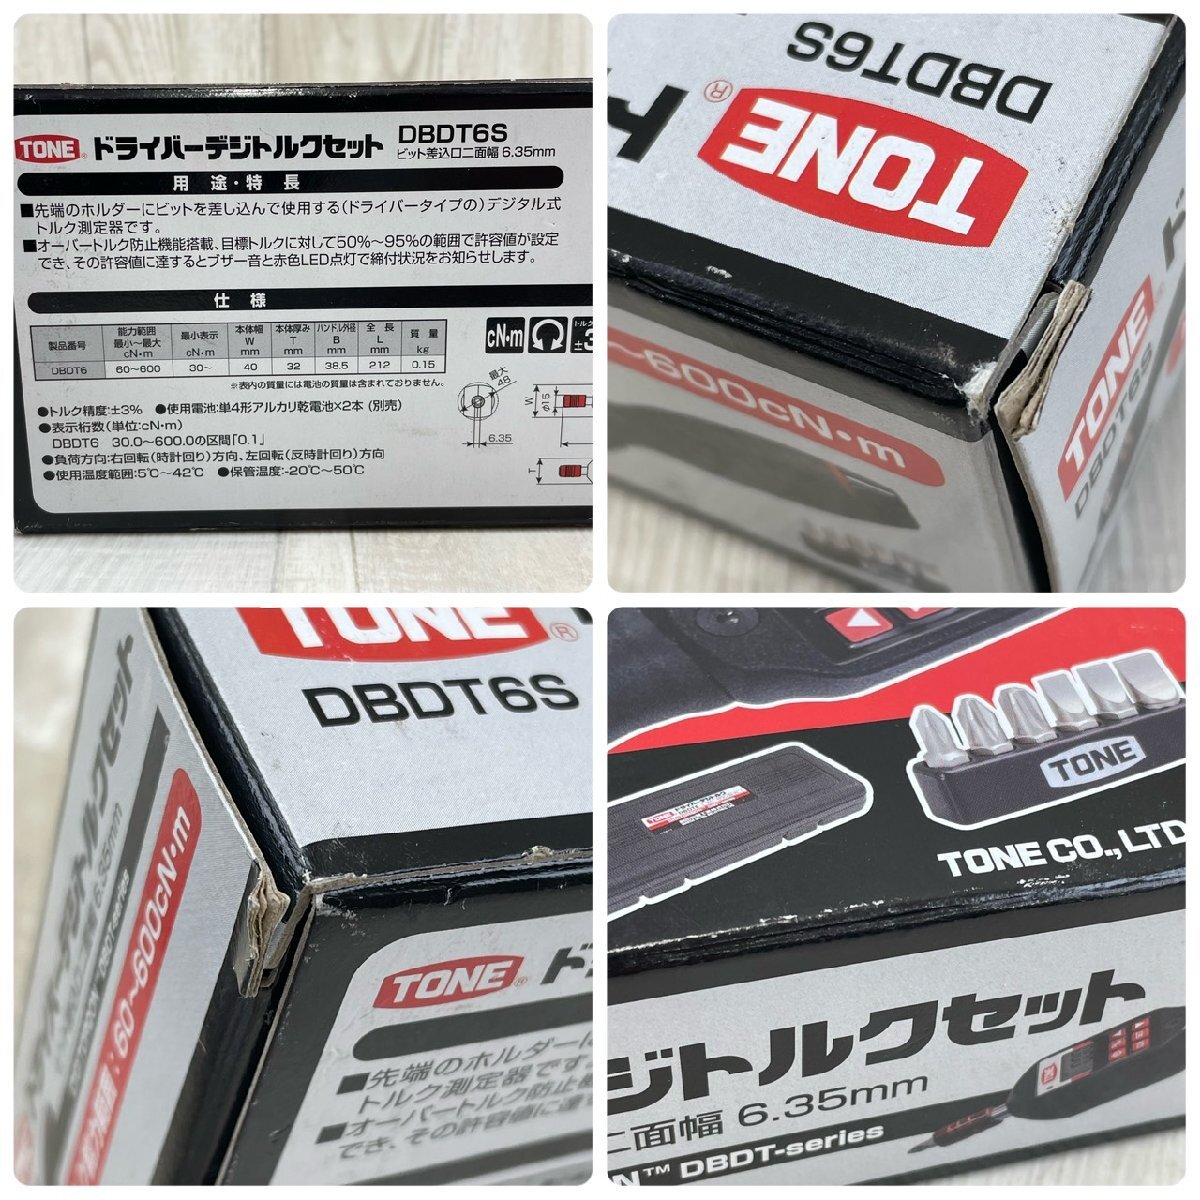 TONE® ドライバーデジトルクセット DBDT6S
ビット差込口二面幅 6.35mm
用途・特長
■先端のホルダーにビットを差し込んで使用する(ドライバータイプの)デジタル式
トルク測定器です。
■オーバートルク防止機能搭載、目標トルクに対して50%~95%の範囲で許容値が設定
でき、その許容値に達するとブザー音と赤色LED点灯で締付状況をお知らせします。
仕様
製品番号 能力範囲 最小~最大 cN・m 最小表示 cN・m 本体幅 W mm 本体厚み T mm ハンドル外径 B mm 全長 L mm 質量 kg
DBDT6 60~600 30~ 40 32 38.5 212 0.15
※表内の質量には電池の質量は含まれておりません。
cN・m
●トルク精度:±3% ●使用電池:単4形アルカリ乾電池×2本(別売)
●表示桁数(単位:cN・m)
DBDT6 30.0~600.0の区間「0.1」
●負荷方向:右回転(時計回り)方向、左回転(反時計回り)方向
●使用温度範囲:5℃~42℃ ●保管温度:-20℃~50℃
最大
48
6.35
W
φ15
T
DBDT6S
TONE®
~600cN・m
TONE
DBDT6S
TONE®
DBDT6S
6.35mm
:60~600cN・m
TONE® ド
■先端のホルダーに
トルク測定器です
■オーバートルク防止
でき、その許容値に達
TONE
TONE
TONE CO., LTD
ジトルクセット
二面幅 6.35mm
N™ DBDT-series